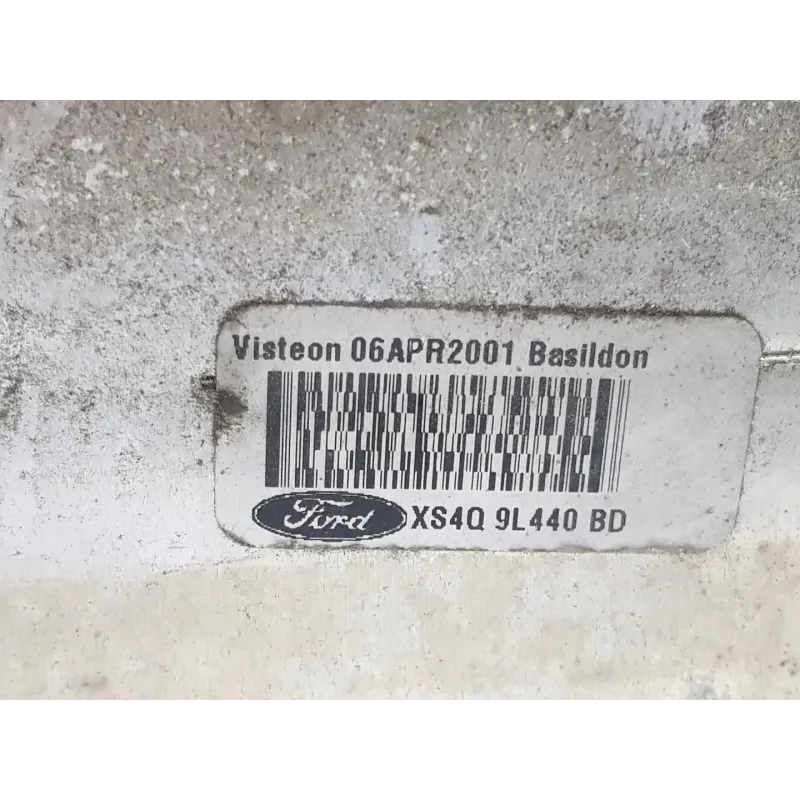 Visteon 06APR2001 Basildon
Ford XS4Q 9L440 BD